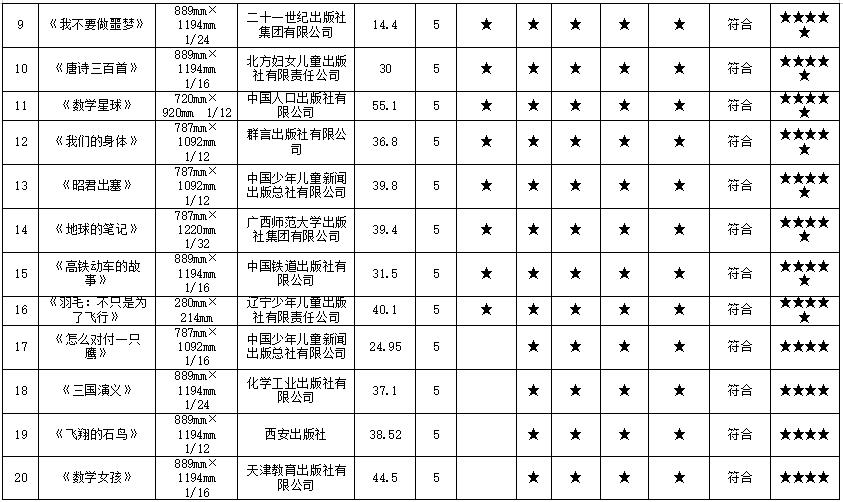 9 《我不要做噩梦》 889mm×1194mm 1/24 二十一世纪出版社集团有限公司 14.4 5 ★ ★ ★ ★ ★ 符合 ★★★★★
10 《唐诗三百首》 889mm×1194mm 1/16 北方妇女儿童出版社有限责任公司 30 5 ★ ★ ★ ★ ★ 符合 ★★★★★
11 《数学星球》 720mm×920mm 1/12 中国人口出版社有限公司 55.1 5 ★ ★ ★ ★ ★ 符合 ★★★★★
12 《我们的身体》 787mm×1092mm 1/12 群言出版社有限公司 36.8 5 ★ ★ ★ ★ ★ 符合 ★★★★★
13 《昭君出塞》 787mm×1092mm 1/12 中国少年儿童新闻出版总社有限公司 39.8 5 ★ ★ ★ ★ ★ 符合 ★★★★★
14 《地球的笔记》 787mm×1220mm 1/32 广西师范大学出版社集团有限公司 39.4 5 ★ ★ ★ ★ ★ 符合 ★★★★★
15 《高铁动车的故事》 889mm×1194mm 1/16 中国铁道出版社有限公司 31.5 5 ★ ★ ★ ★ ★ 符合 ★★★★★
16 《羽毛：不只是为了飞行》 280mm×214mm 辽宁少年儿童出版社有限责任公司 40.1 5 ★ ★ ★ ★ ★ 符合 ★★★★★
17 《怎么对付一只鹰》 787mm×1092mm 1/16 中国少年儿童新闻出版总社有限公司 24.95 5 ★ ★ ★ ★ 符合 ★★★★
18 《三国演义》 889mm×1194mm 1/24 化学工业出版社有限公司 37.1 5 ★ ★ ★ ★ 符合 ★★★★
19 《飞翔的石鸟》 889mm×1194mm 1/12 西安出版社 38.52 5 ★ ★ ★ ★ 符合 ★★★★
20 《数学女孩》 889mm×1194mm 1/16 天津教育出版社有限公司 44.5 5 ★ ★ ★ ★ 符合 ★★★★